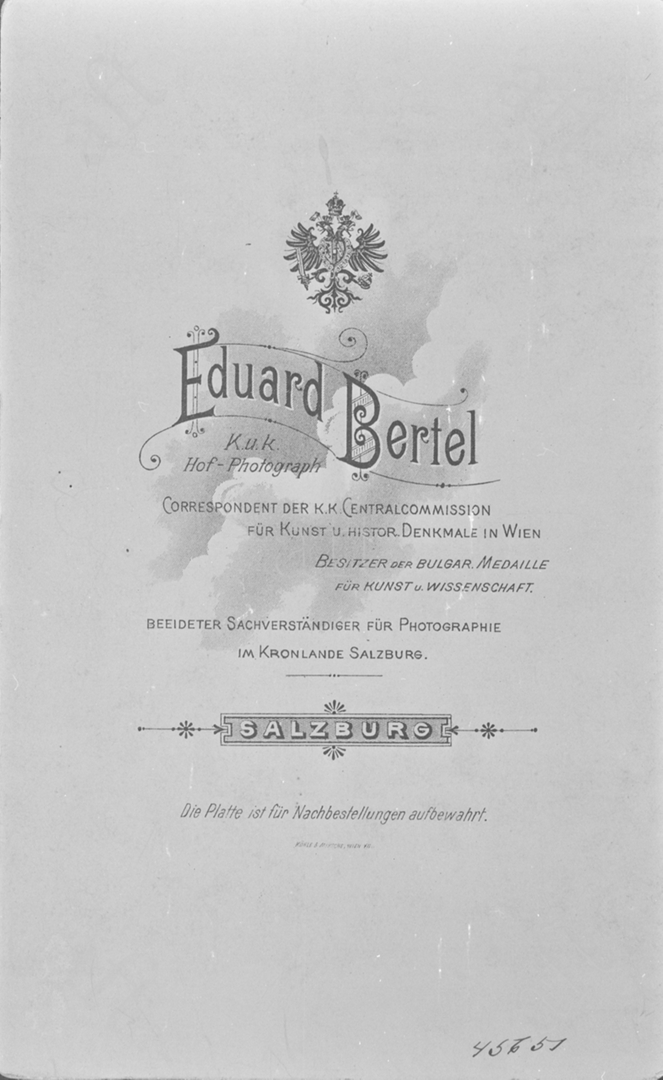 Eduard Bertel
K.u.k.
Hof-Photograph
CORRESPONDENT DER K.K. CENTRALCOMMISSION
FÜR KUNST U. HISTOR. DENKMALE IN WIEN
BESITZER DER BULGAR. MEDAILLE
FÜR KUNST U. WISSENSCHAFT.
BEEIDETER SACHVERSTÄNDIGER FÜR PHOTOGRAPHIE
IM KRONLANDE SALZBURG.
SALZBURG
Die Platte ist für Nachbestellungen aufbewahrt.
45651